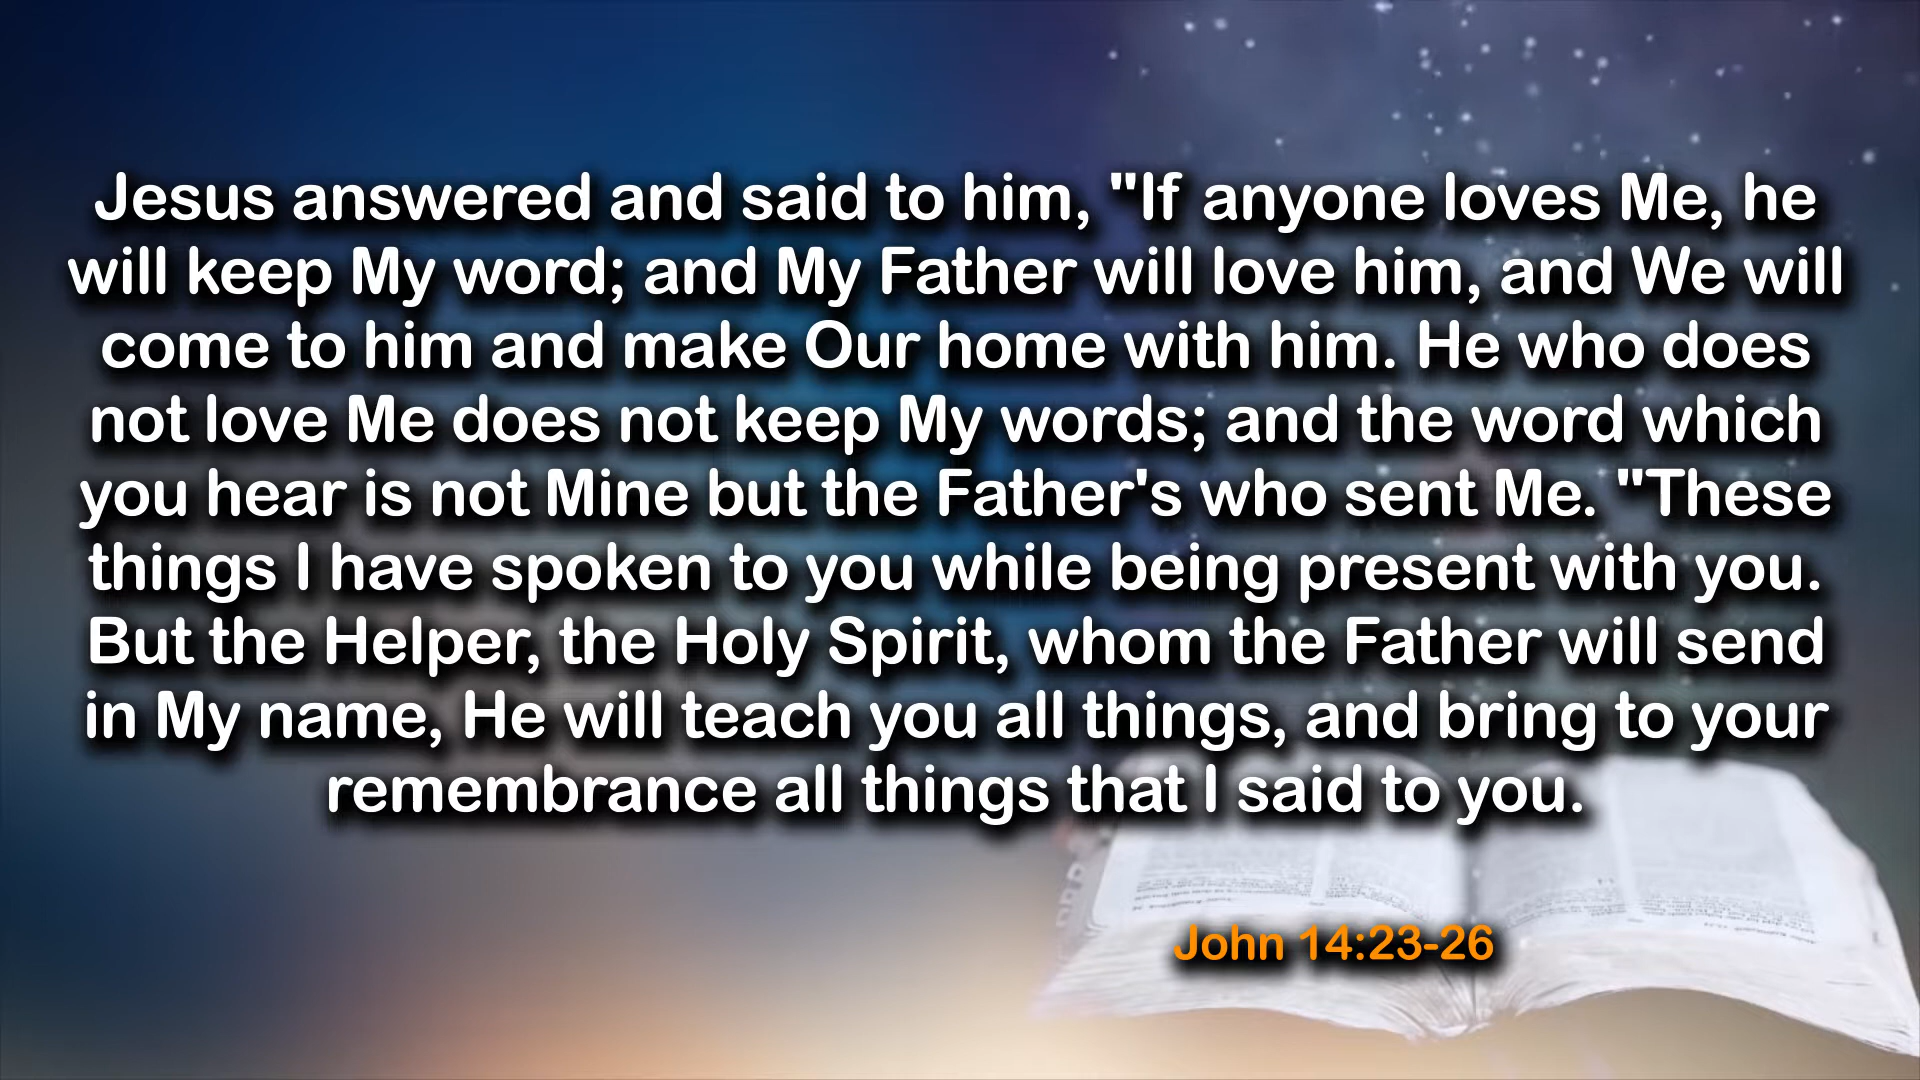 Jesus answered and said to him, "If anyone loves Me, he
will keep My word; and My Father will love him, and We will
come to him and make Our home with him. He who does
not love Me does not keep My words; and the word which
you hear is not Mine but the Father's who sent Me. "These
things I have spoken to you while being present with you.
But the Helper, the Holy Spirit, whom the Father will send
in My name, He will teach you all things, and bring to your
remembrance all things that I said to you.
John 14:23-26